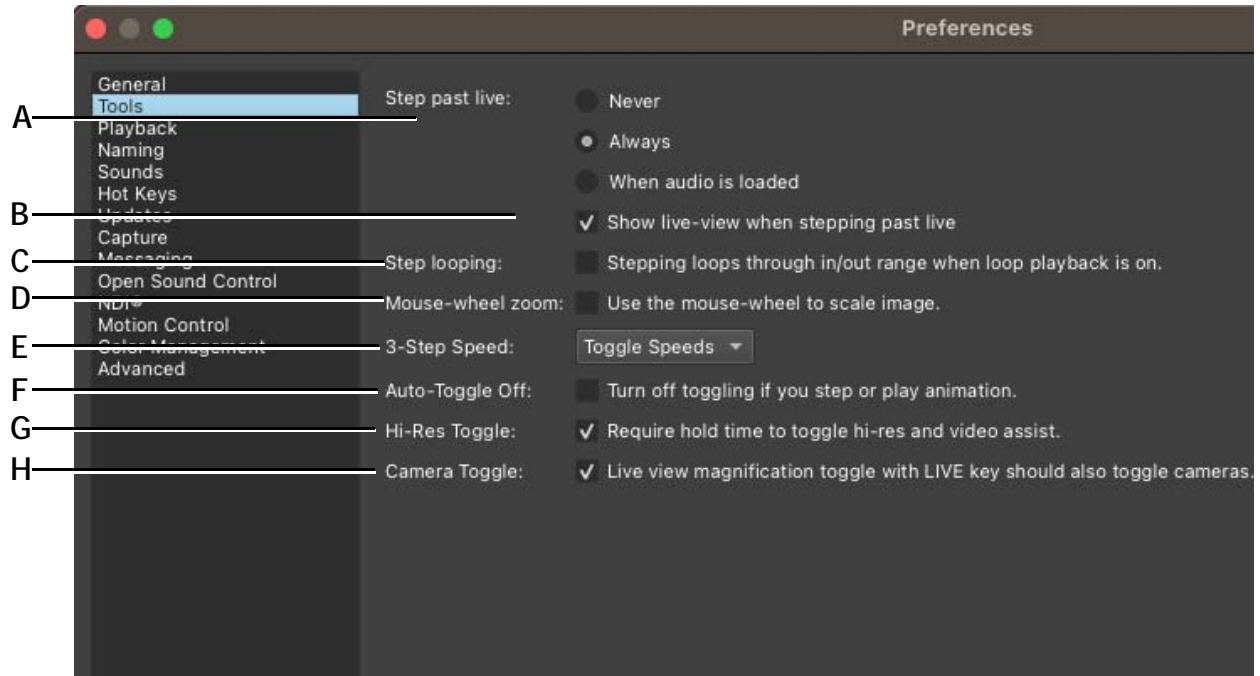 Preferences
General
Tools
Playback
Naming
Sounds
Hot Keys
Updates
Capture
Messaging
Open Sound Control
NDI®
Motion Control
Color Management
Advanced
A
B
C
D
E
F
G
H
Step past live:
Never
Always
When audio is loaded
Show live-view when stepping past live
Step looping: Stepping loops through in/out range when loop playback is on.
Mouse-wheel zoom: Use the mouse-wheel to scale image.
3-Step Speed: Toggle Speeds
Auto-Toggle Off: Turn off toggling if you step or play animation.
Hi-Res Toggle: Require hold time to toggle hi-res and video assist.
Camera Toggle: Live view magnification toggle with LIVE key should also toggle cameras.